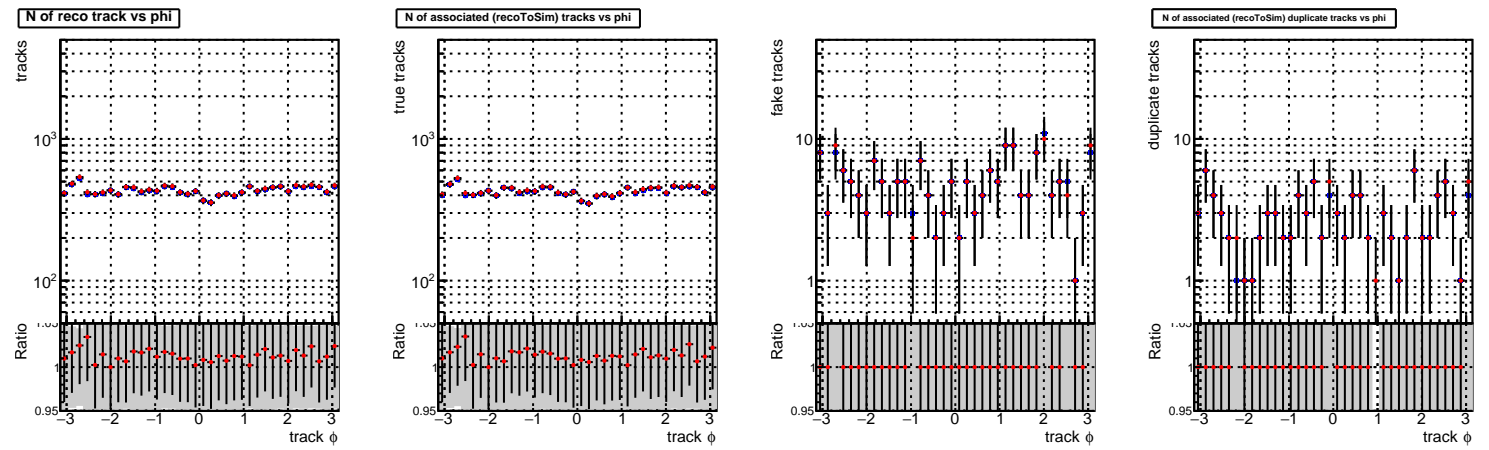 N of reco track vs phi
tracks
10³
10²
Ratio
1.05
1
0.95
−3 −2 −1 0 1 2 3
track ϕ
N of associated (recoToSim) tracks vs phi
true tracks
10³
10²
Ratio
1.05
1
0.95
−3 −2 −1 0 1 2 3
track ϕ
fake tracks
10
1
Ratio
1.05
1
0.95
−3 −2 −1 0 1 2 3
track ϕ
N of associated (recoToSim) duplicate tracks vs phi
duplicate tracks
10
1
Ratio
1.05
1
0.95
−3 −2 −1 0 1 2 3
track ϕ